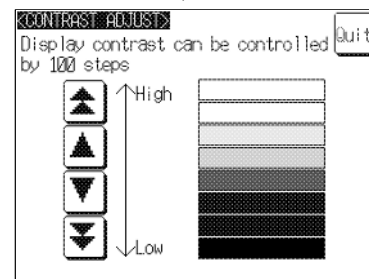 <CONTRAST ADJUST>
Display contrast can be controlled
by 100 steps
Quit
High
Low